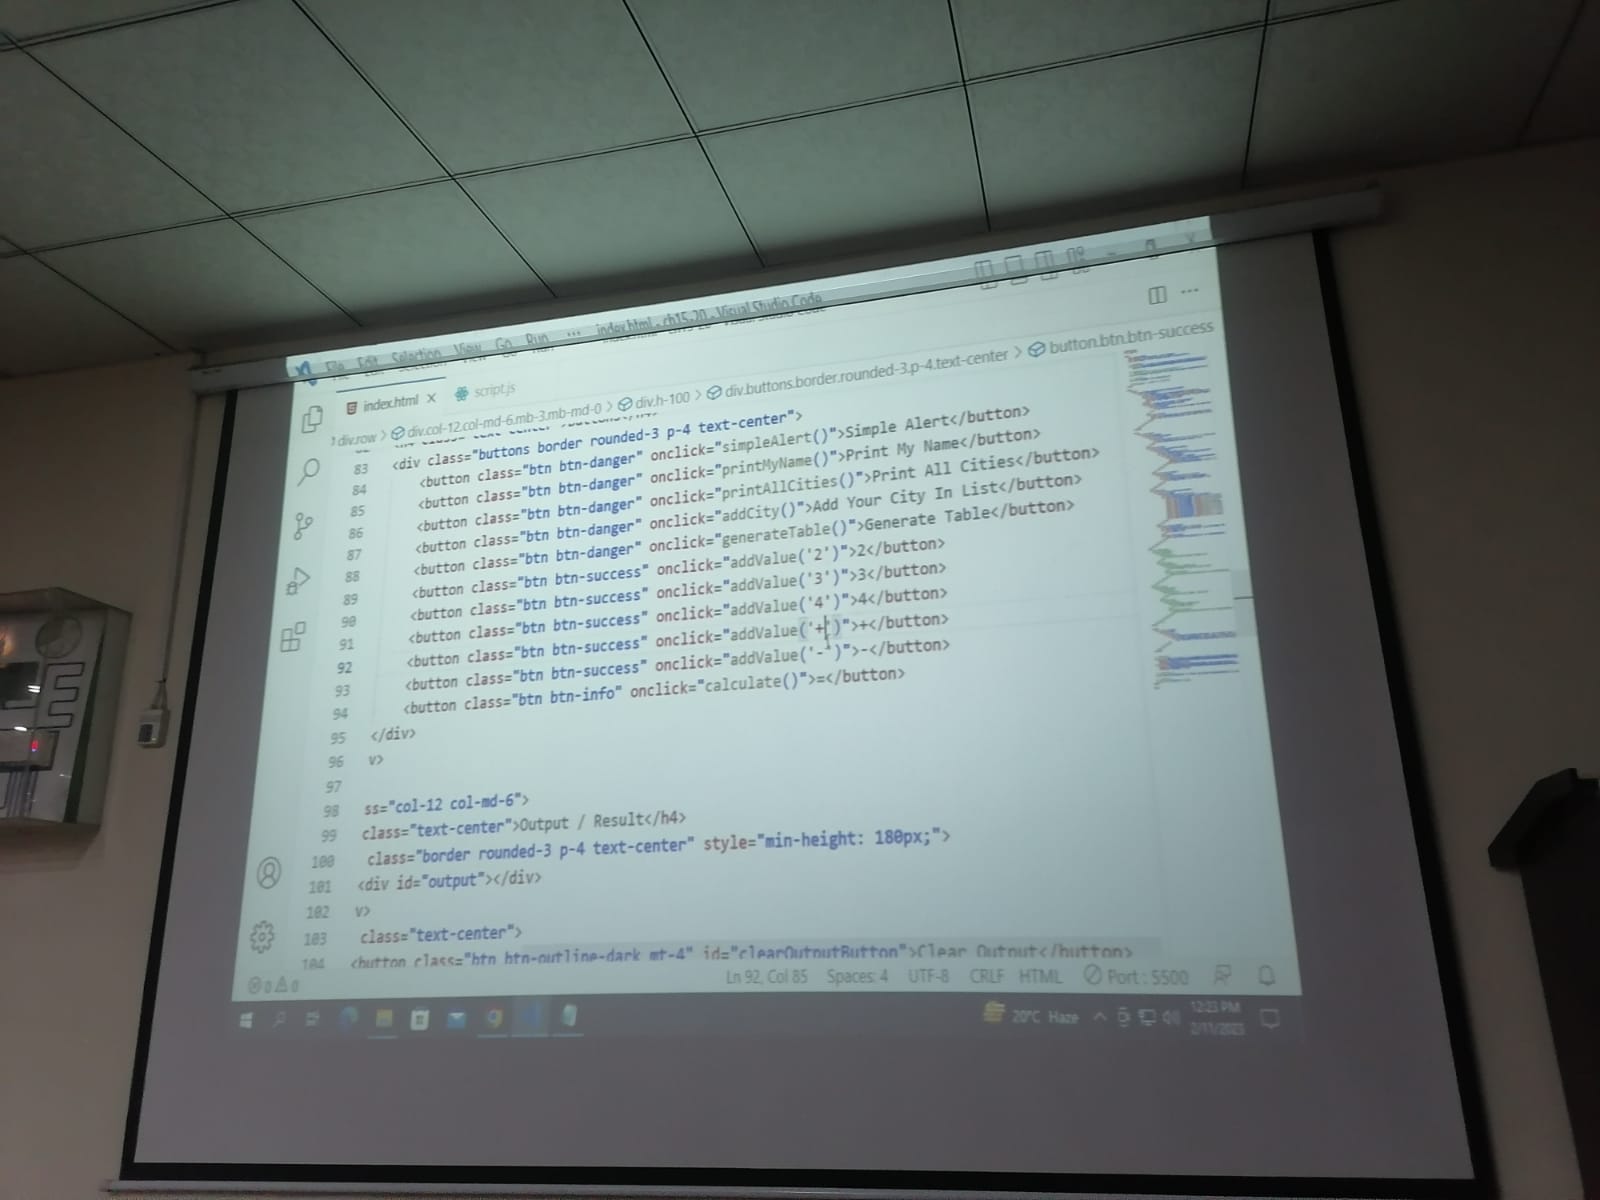 File Edit Selection View Go Run ... index.html - ch15-20 - Visual Studio Code
index.html script.js
div.row > div.col-12.col-md-6.mb-3.mb-md-0 > div.h-100 > div.buttons.border.rounded-3.p-4.text-center > button.btn.btn-success
83 <div class="buttons border rounded-3 p-4 text-center">
84 <button class="btn btn-danger" onclick="simpleAlert()">Simple Alert</button>
85 <button class="btn btn-danger" onclick="printMyName()">Print My Name</button>
86 <button class="btn btn-danger" onclick="printAllCities()">Print All Cities</button>
87 <button class="btn btn-danger" onclick="addCity()">Add Your City In List</button>
88 <button class="btn btn-danger" onclick="generateTable()">Generate Table</button>
89 <button class="btn btn-success" onclick="addValue('2')">2</button>
90 <button class="btn btn-success" onclick="addValue('3')">3</button>
91 <button class="btn btn-success" onclick="addValue('4')">4</button>
92 <button class="btn btn-success" onclick="addValue('+')">+</button>
93 <button class="btn btn-success" onclick="addValue('-')">-</button>
94 <button class="btn btn-info" onclick="calculate()">=</button>
95 </div>
96 v>
97
98 ss="col-12 col-md-6">
99 class="text-center">Output / Result</h4>
100 class="border rounded-3 p-4 text-center" style="min-height: 180px;">
101 <div id="output"></div>
102 v>
103 class="text-center">
104 <button class="btn btn-outline-dark mt-4" id="clearOutputButton">Clear Output</button>
0 0 Ln 92, Col 85 Spaces: 4 UTF-8 CRLF HTML Port : 5500
20°C Haze 12:23 PM
2/11/2023